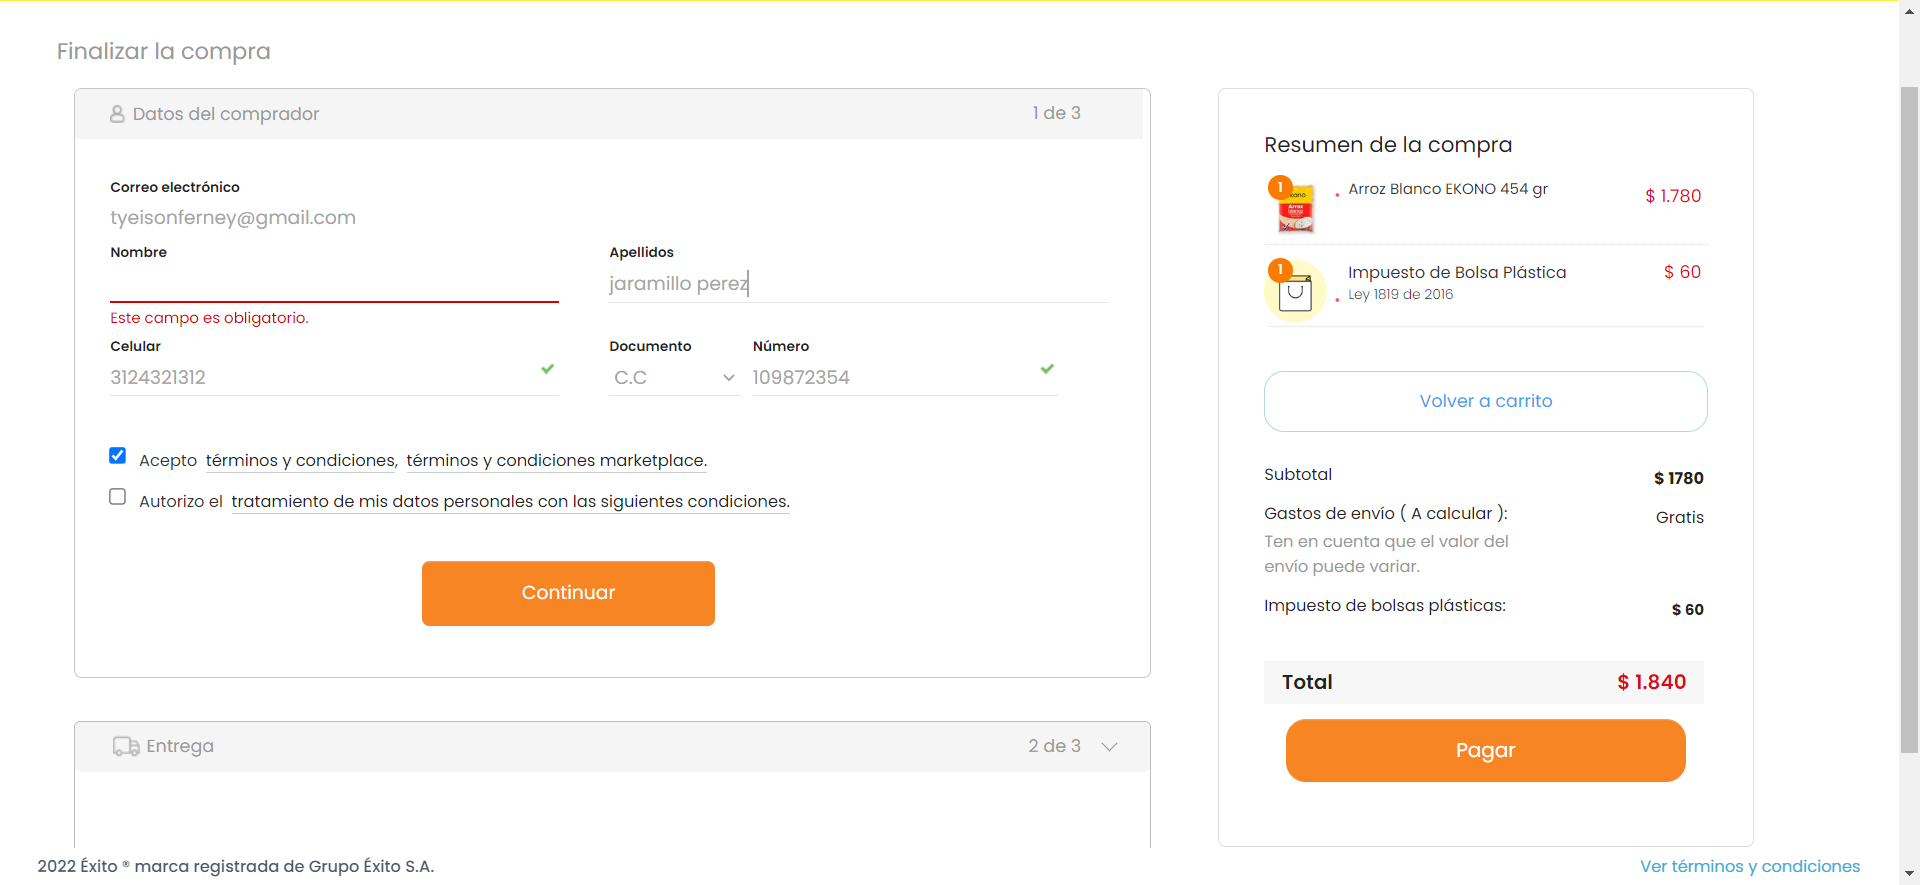 Finalizar la compra
Datos del comprador
1 de 3
Correo electrónico
tyeisonferney@gmail.com
Nombre
Apellidos
jaramillo perez
Este campo es obligatorio.
Celular
Documento
Número
3124321312
C.C
109872354
Acepto términos y condiciones, términos y condiciones marketplace.
Autorizo el tratamiento de mis datos personales con las siguientes condiciones.
Continuar
Entrega
2 de 3
Resumen de la compra
1
Arroz Blanco EKONO 454 gr
$ 1.780
1
Impuesto de Bolsa Plástica
$ 60
Ley 1819 de 2016
Volver a carrito
Subtotal
$ 1780
Gastos de envío ( A calcular ):
Gratis
Ten en cuenta que el valor del
envío puede variar.
Impuesto de bolsas plásticas:
$ 60
Total
$ 1.840
Pagar
2022 Éxito ® marca registrada de Grupo Éxito S.A.
Ver términos y condiciones